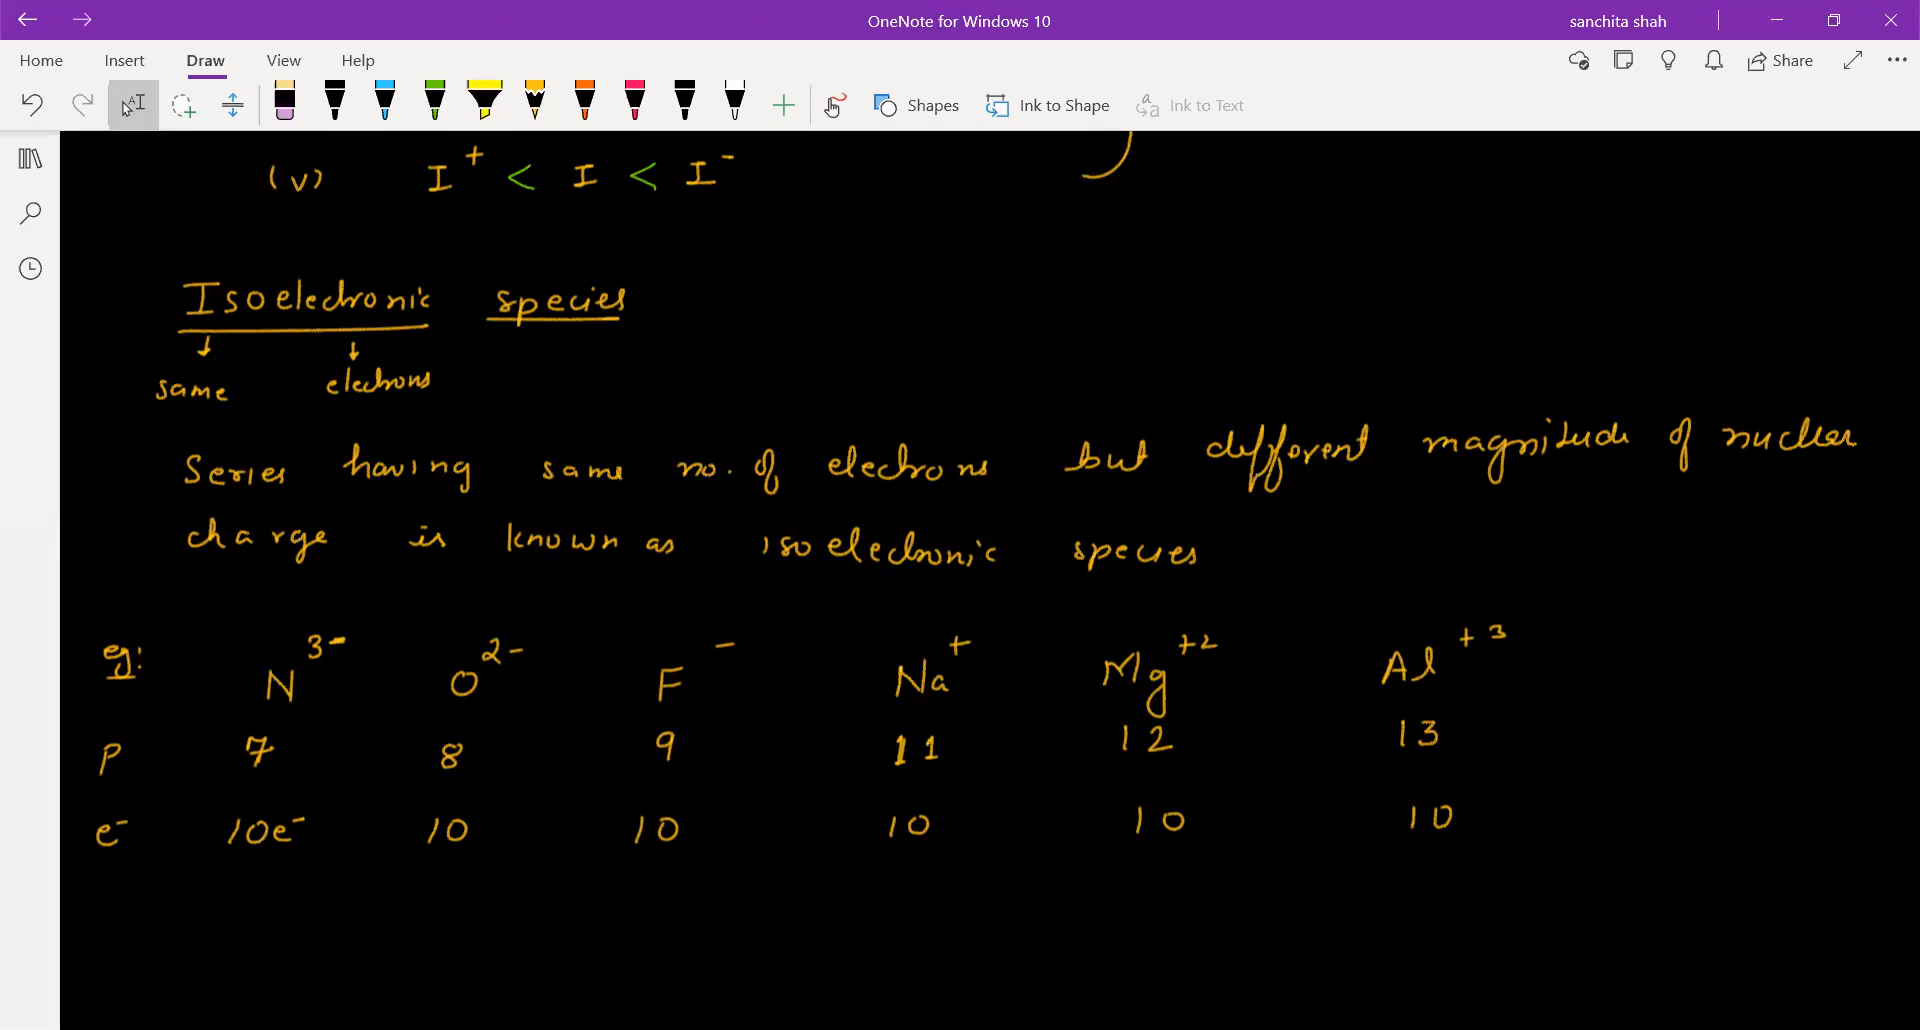 OneNote for Windows 10
sanchita shah
Home Insert Draw View Help
Share
Shapes Ink to Shape Ink to Text
(v) I⁺ < I < I⁻
Isoelectronic species
same electrons
Series having same no. of electrons but different magnitude of nuclear
charge is known as isoelectronic species
eg: N³⁻ O²⁻ F⁻ Na⁺ Mg⁺² Al⁺³
p 7 8 9 11 12 13
e⁻ 10e⁻ 10 10 10 10 10